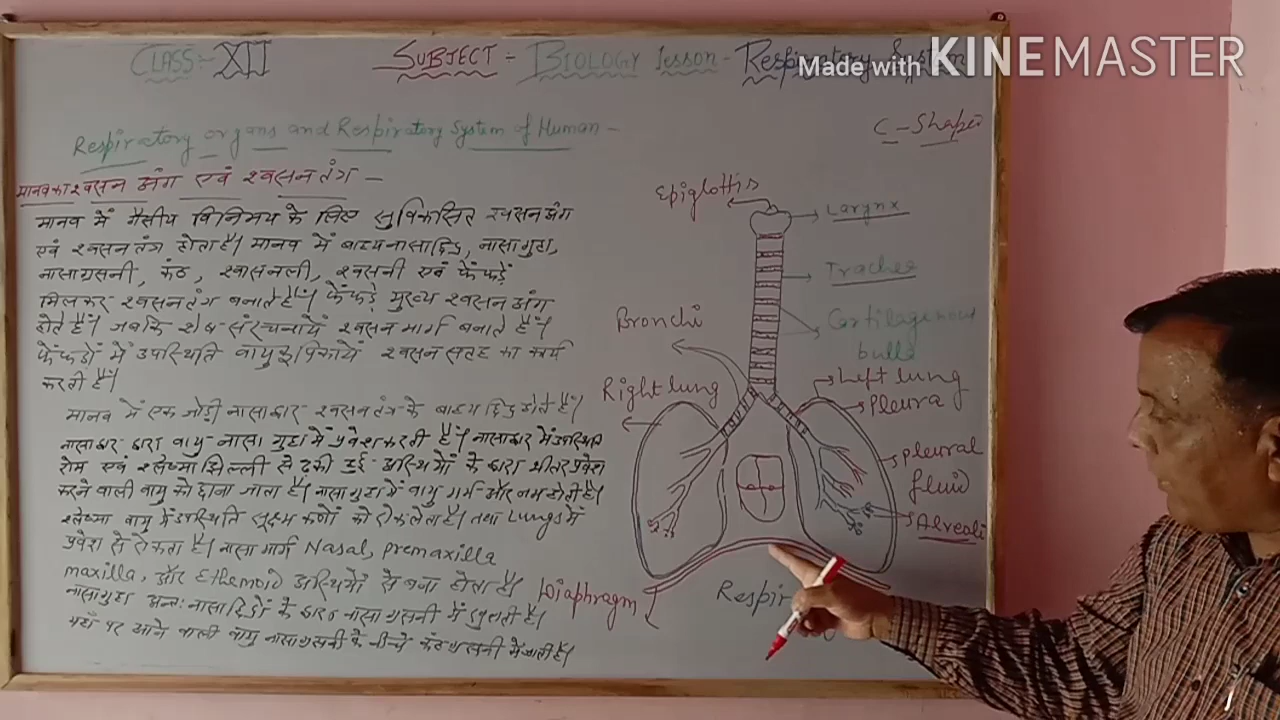 CLASS:- XII SUBJECT - BIOLOGY Lesson - Respiratory System
Made with KINEMASTER
Respiratory organs and Respiratory System of Human -
C - Shape
मानव का श्वसन अंग एवं श्वसन तंत्र -
मानव में गैसीय विनिमय के लिए सुविकसित श्वसन अंग
एवं श्वसन तंत्र होता है। मानव में बाह्य नासाछिद्र, नासागुहा,
नासाग्रसनी, कंठ, श्वासनली, श्वसनी एवं फेंफड़ें
मिलकर श्वसन तंत्र बनाते हैं। फेंफड़े मुख्य श्वसन अंग
होते हैं। जबकि शेष संरचनायें श्वसन मार्ग बनाते हैं।
फेंफड़ों में उपस्थिति वायुकूपिकायें श्वसन सतह का कार्य
करती हैं।
मानव में एक जोड़ी नासाद्वार श्वसन तंत्र के बाह्य छिद्र होते हैं।
नासाद्वार द्वारा वायु नासा गुहा में प्रवेश करती है। नासाद्वार में उपस्थित
रोम एवं श्लेष्मा झिल्ली से ढकी हुई अस्थियों के द्वारा भीतर प्रवेश
करने वाली वायु को छाना जाता है। नासागुहा में वायु गर्म और नम होती है।
श्लेष्मा वायु में उपस्थिति सूक्ष्म कणों को रोक लेता है। तथा Lungs में
प्रवेश से रोकता है। नासा मार्ग Nasal, premaxilla
maxilla, और Ethmoid अस्थियों से बना होता है।
नासागुहा अन्तः नासाछिद्रों के द्वारा नासाग्रसनी में खुलती है।
यहाँ पर आने वाली वायु नासाग्रसनी के नीचे कंठग्रसनी में जाती है।
Epiglottis
Larynx
Trachea
Bronchi
Cartilagenous
bulls
Right lung
Left lung
Pleura
pleural
fluid
Alveoli
Diaphragm
Respir